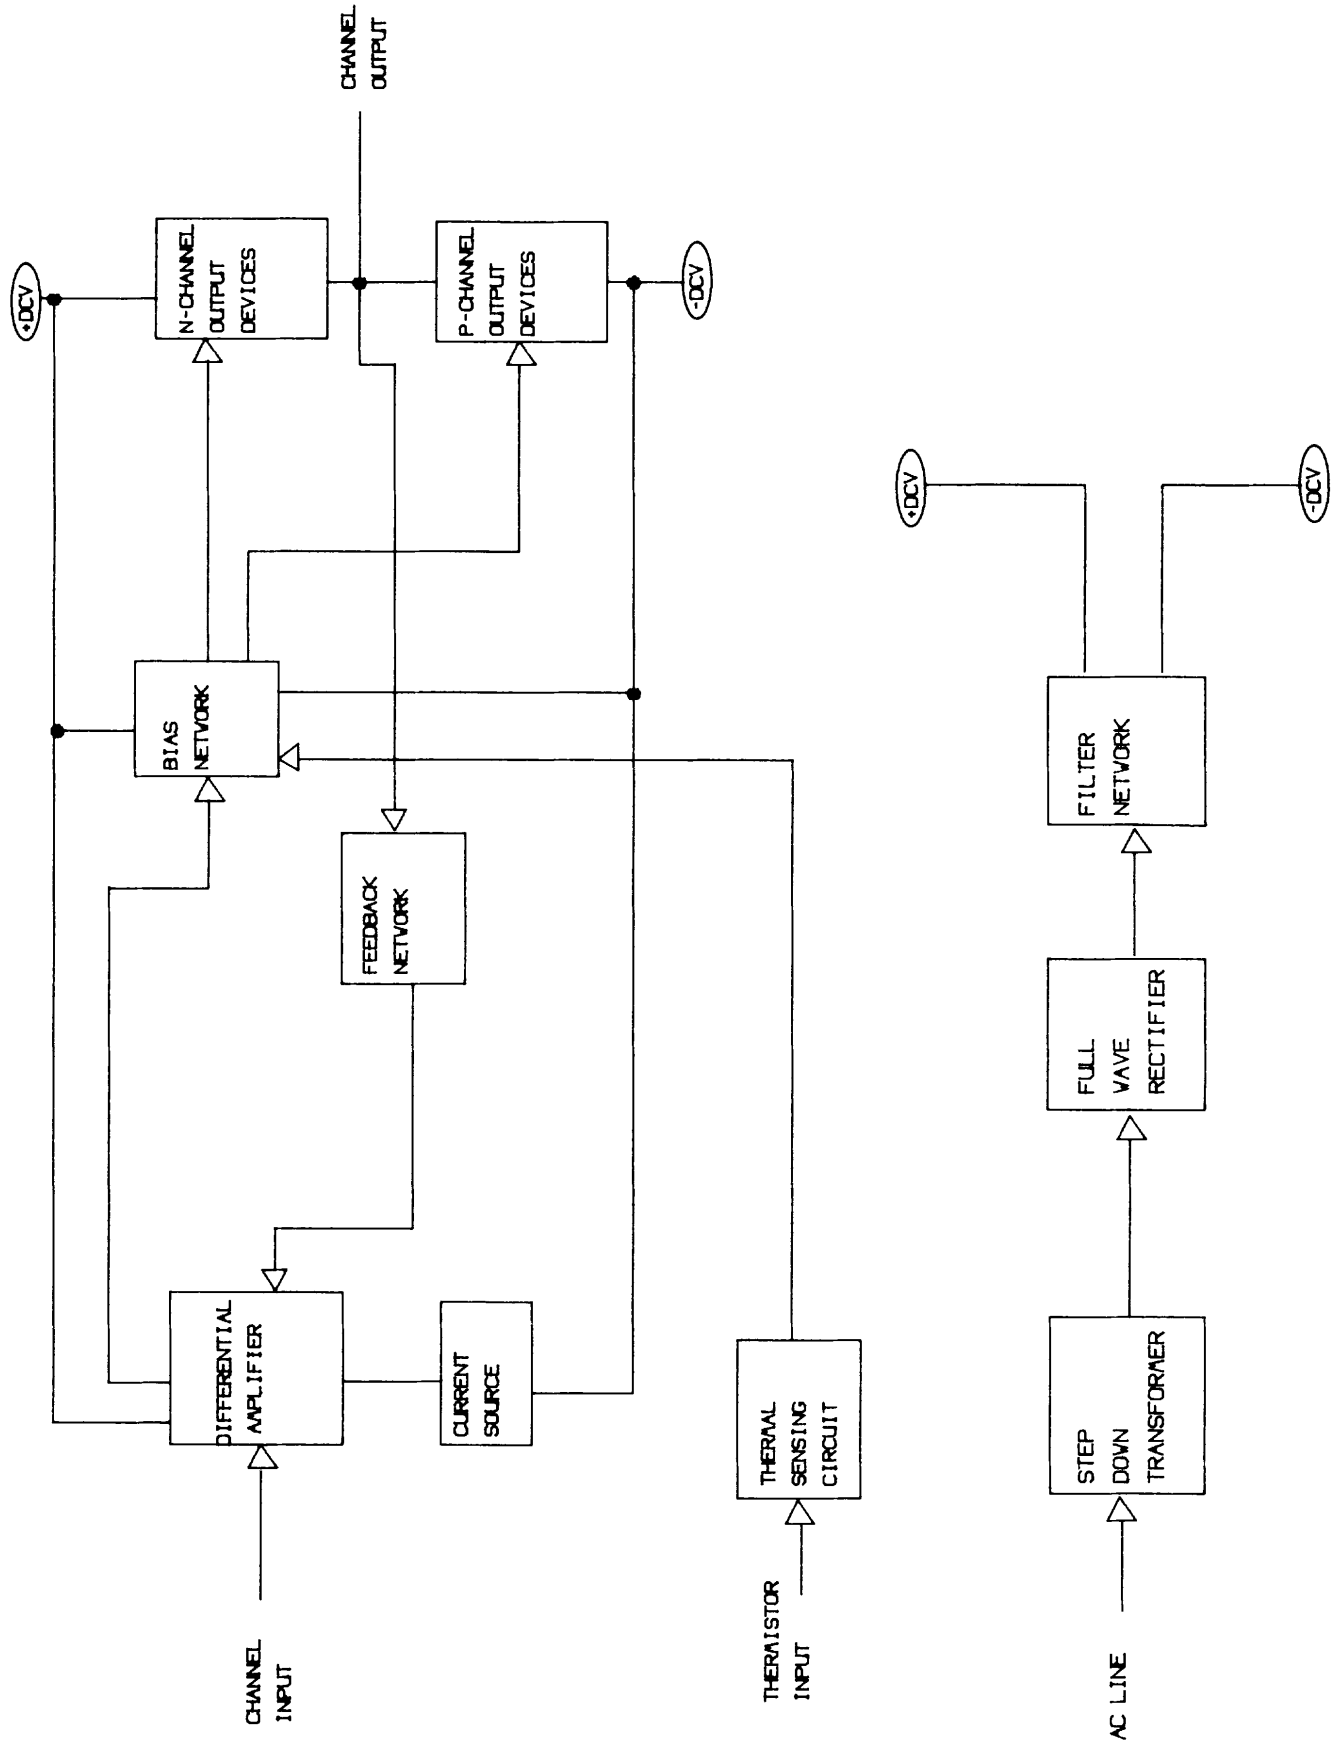 CHANNEL
INPUT
DIFFERENTIAL
AMPLIFIER
CURRENT
SOURCE
FEEDBACK
NETWORK
BIAS
NETWORK
+DCV
N-CHANNEL
OUTPUT
DEVICES
P-CHANNEL
OUTPUT
DEVICES
-DCV
CHANNEL
OUTPUT
THERMISTOR
INPUT
THERMAL
SENSING
CIRCUIT
AC LINE
STEP
DOWN
TRANSFORMER
FULL
WAVE
RECTIFIER
FILTER
NETWORK
+DCV
-DCV